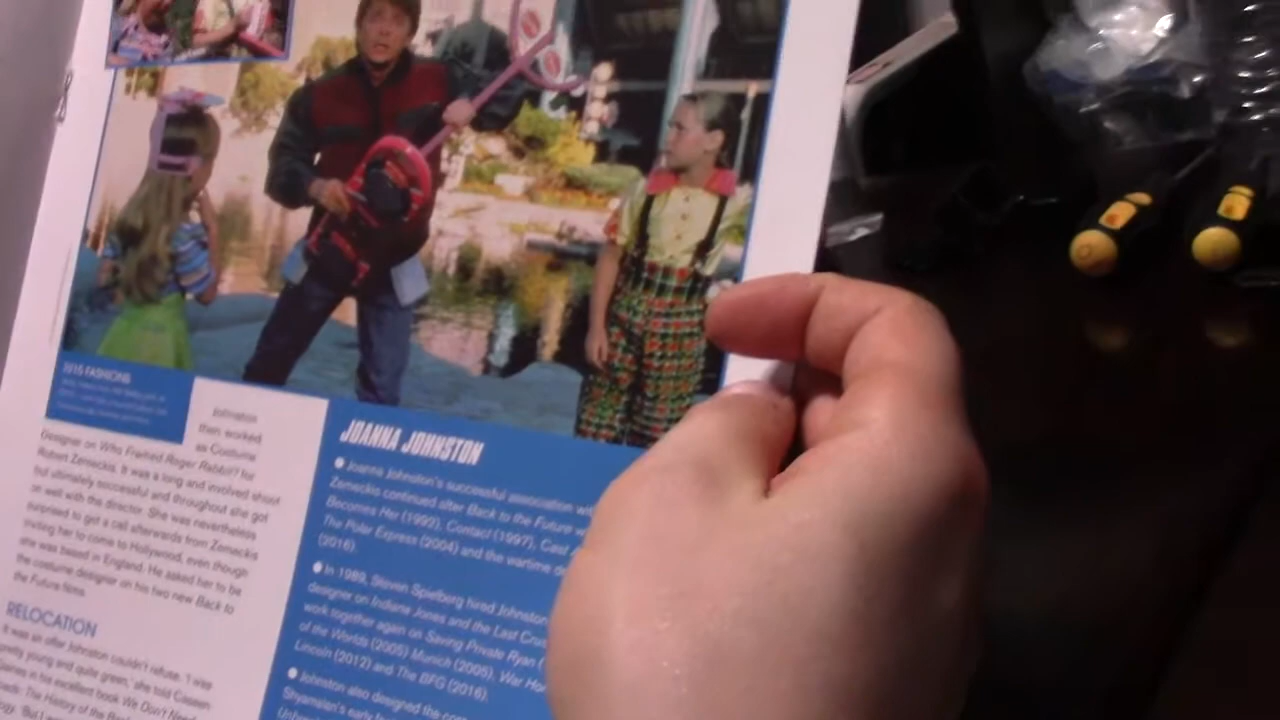 2015 FASHIONS
Johnston
then worked
as Costume
Designer on Who Framed Roger Rabbit? for
Robert Zemeckis. It was a long and involved shoot
but ultimately successful and throughout she got
on well with the director. She was nevertheless
surprised to get a call afterwards from Zemeckis
inviting her to come to Hollywood, even though
she was based in England. He asked her to be
the costume designer on his two new Back to
the Future films.
RELOCATION
It was an offer Johnston couldn't refuse. 'I was
pretty young and quite green,' she told Caseen
Gaines in his excellent book We Don't Need
Roads: The History of the Back
'But I
JOANNA JOHNSTON
Joanna Johnston's successful association
Zemeckis continued after Back to the Future
Becomes Her (1992), Contact (1997), Cast
The Polar Express (2004) and the wartime
(2016).
In 1989, Steven Spielberg hired Johnston
designer on Indiana Jones and the Last
work together again on Saving Private Ryan (
of the Worlds (2005) Munich (2005), War
Lincoln (2012) and The BFG (2016).
Johnston also designed the
Shyamalan's early